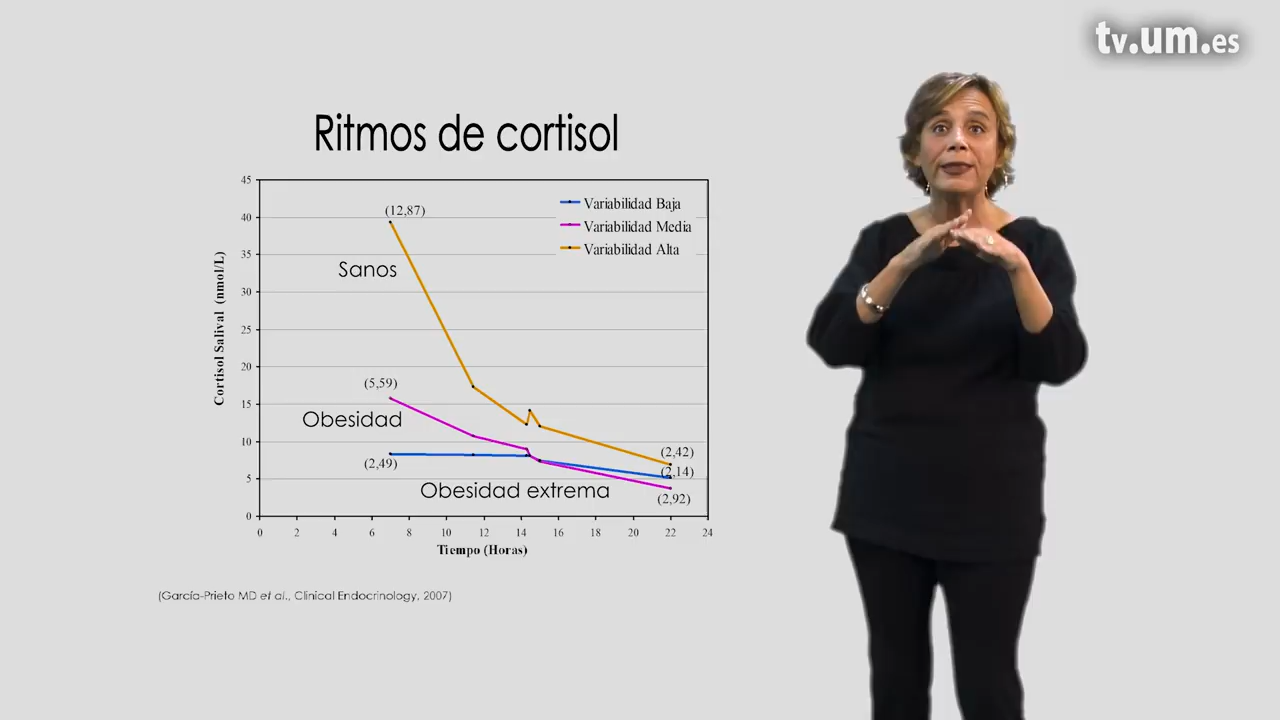 tv.um.es
Ritmos de cortisol
45
40
35
30
25
20
15
10
5
0
Cortisol Salival (nmol/L)
Variabilidad Baja
Variabilidad Media
Variabilidad Alta
(12,87)
Sanos
(5,59)
Obesidad
(2,49)
Obesidad extrema
(2,42)
(2,14)
(2,92)
0 2 4 6 8 10 12 14 16 18 20 22 24
Tiempo (Horas)
(García-Prieto MD et al., Clinical Endocrinology, 2007)